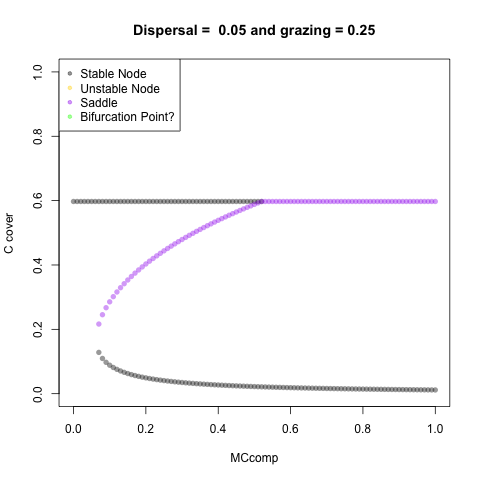 Dispersal =  0.05 and grazing = 0.25
Stable Node
Unstable Node
Saddle
Bifurcation Point?
1.0
0.8
0.6
0.4
0.2
0.0
C cover
0.0 0.2 0.4 0.6 0.8 1.0
MCcomp